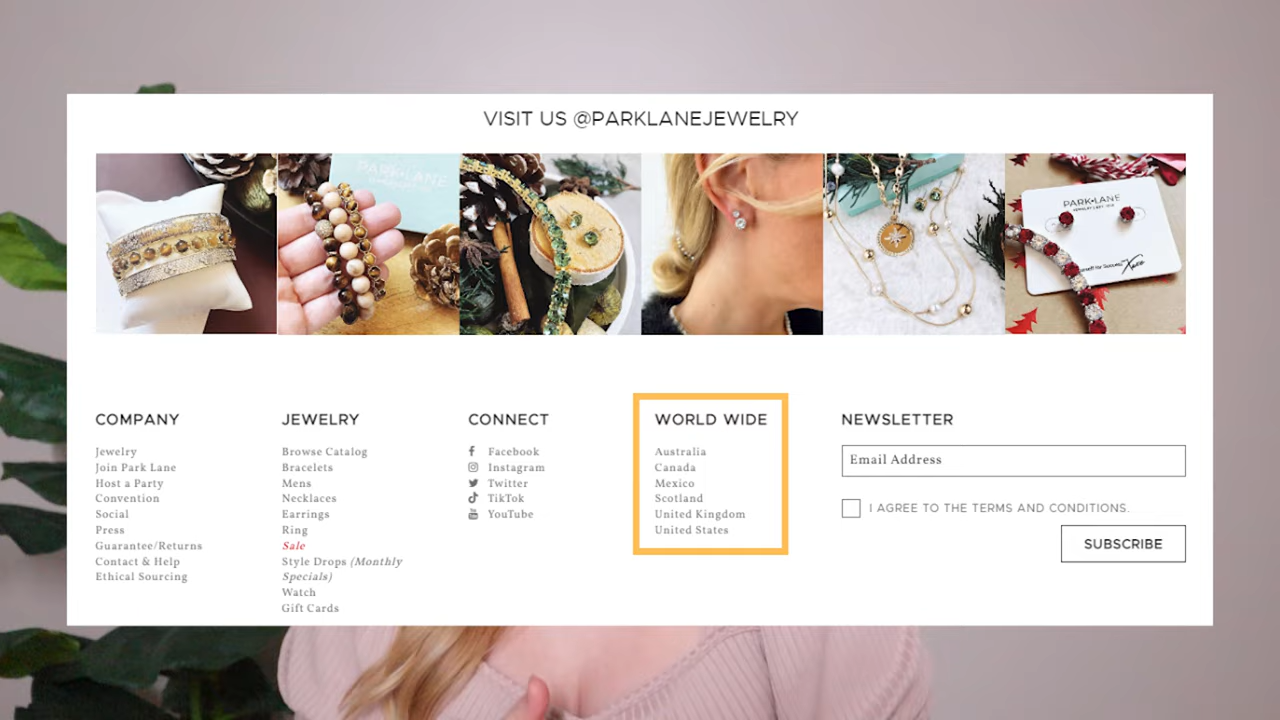 VISIT US @PARKLANEJEWELRY
PARK LANE
PARK LANE
COMPANY
Jewelry
Join Park Lane
Host a Party
Convention
Social
Press
Guarantee/Returns
Contact & Help
Ethical Sourcing
JEWELRY
Browse Catalog
Bracelets
Mens
Necklaces
Earrings
Ring
Sale
Style Drops (Monthly
Specials)
Watch
Gift Cards
CONNECT
Facebook
Instagram
Twitter
TikTok
YouTube
WORLD WIDE
Australia
Canada
Mexico
Scotland
United Kingdom
United States
NEWSLETTER
Email Address
I AGREE TO THE TERMS AND CONDITIONS.
SUBSCRIBE